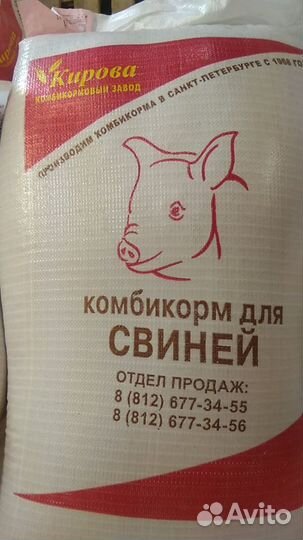 Кирова
КОМБИКОРМОВЫЙ ЗАВОД
ПРОИЗВОДИМ КОМБИКОРМА В САНКТ-ПЕТЕРБУРГЕ С 1966 ГО
КОМБИКОРМ ДЛЯ
СВИНЕЙ
ОТДЕЛ ПРОДАЖ:
8 (812) 677-34-55
8 (812) 677-34-56
Avito